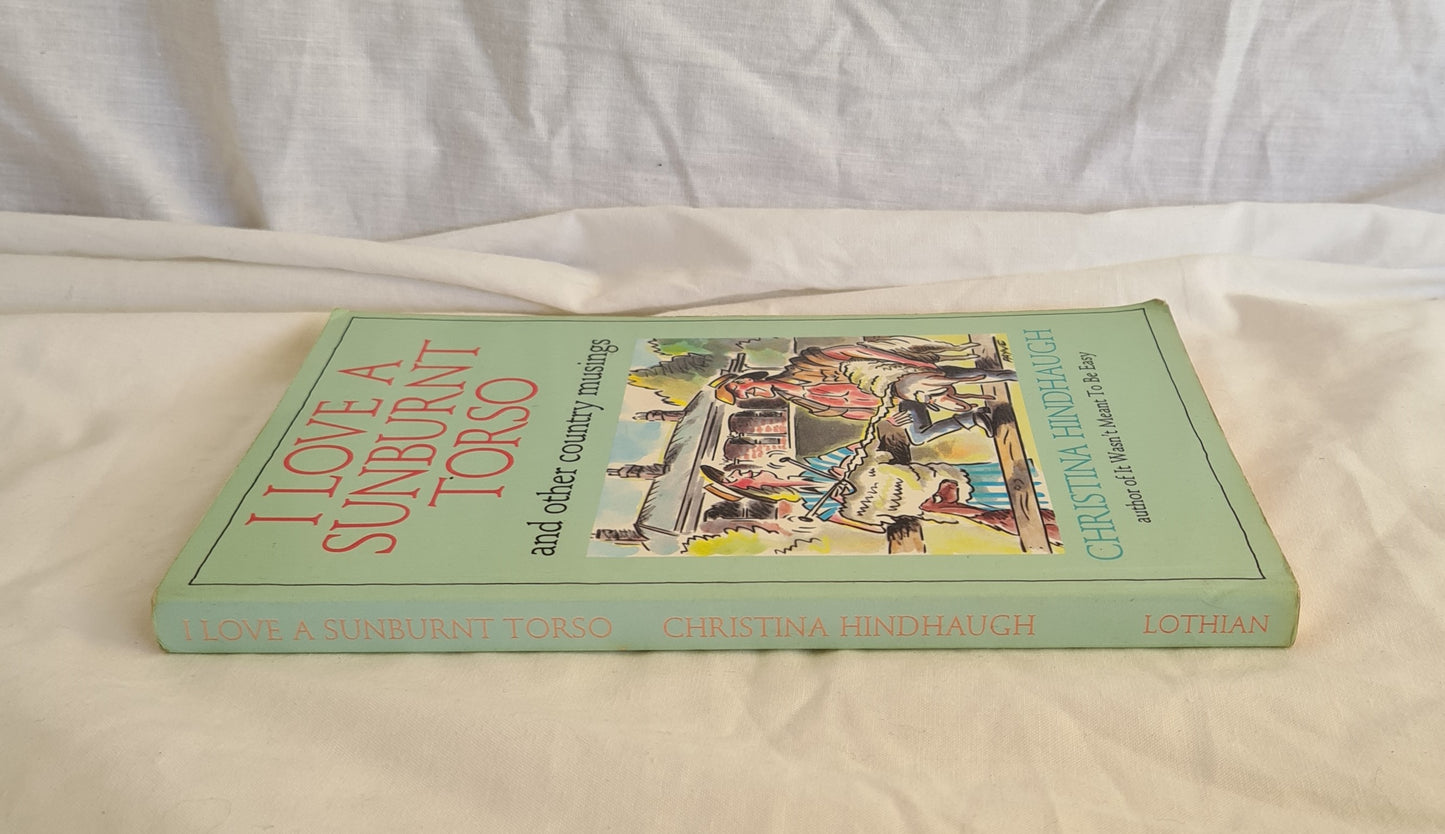 I LOVE A
SUNBURNT
TORSO
and other country musings
CHRISTINA HINDHAUGH
author of It Wasn't Meant To Be Easy
I LOVE A SUNBURNT TORSO CHRISTINA HINDHAUGH LOTHIAN